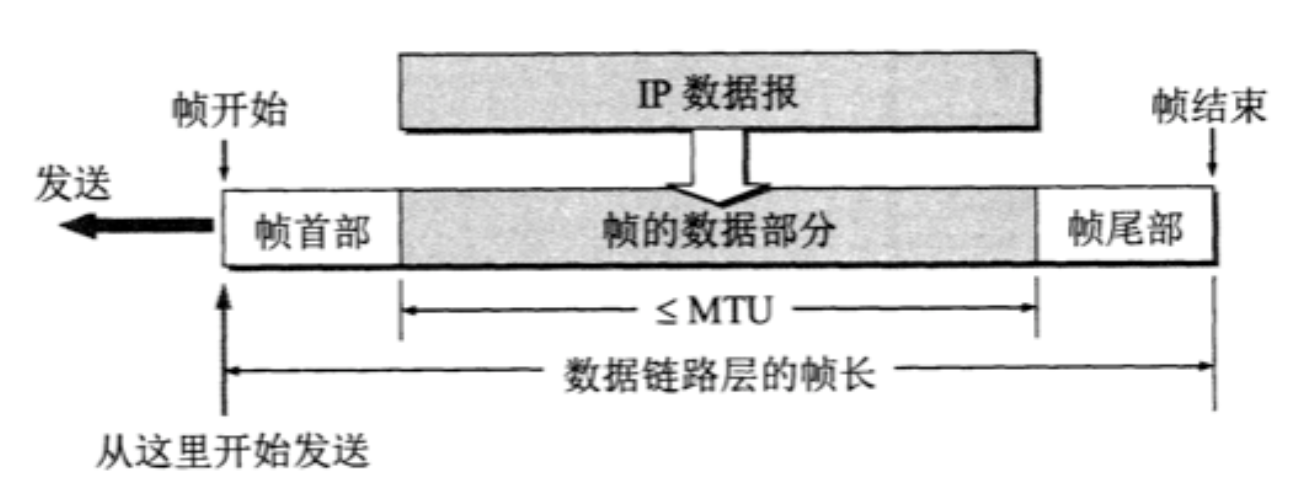 IP 数据报
帧开始
帧结束
发送
帧首部
帧的数据部分
帧尾部
≤ MTU
数据链路层的帧长
从这里开始发送